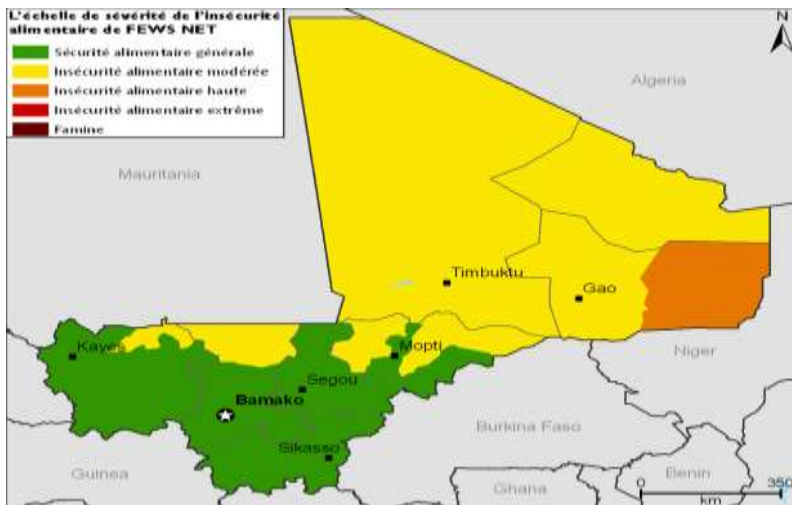 L'échelle de sévérité de l'insécurité
alimentaire de FEWS NET
Sécurité alimentaire générale
Insécurité alimentaire modérée
Insécurité alimentaire haute
Insécurité alimentaire extrême
Famine
N
Algeria
Mauritania
Timbuktu
Gao
Kayes
Mopti
Niger
Segou
Bamako
Burkina Faso
Sikasso
Guinea
Benin
Ghana
0 350
km